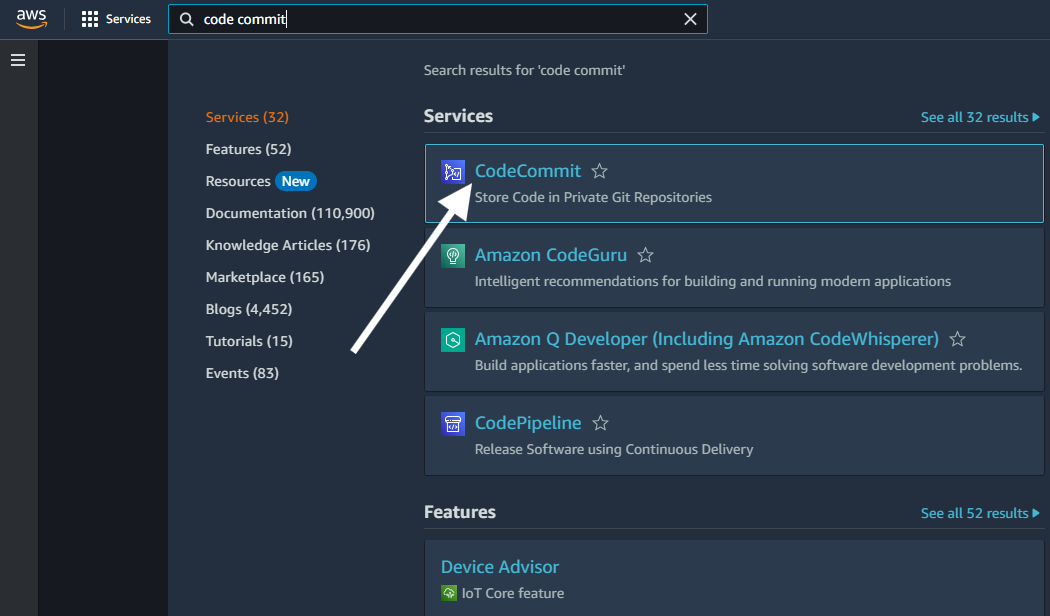 aws
Services
code commit
Search results for 'code commit'
Services (32)
Features (52)
Resources New
Documentation (110,900)
Knowledge Articles (176)
Marketplace (165)
Blogs (4,452)
Tutorials (15)
Events (83)
Services
See all 32 results
CodeCommit
Store Code in Private Git Repositories
Amazon CodeGuru
Intelligent recommendations for building and running modern applications
Amazon Q Developer (Including Amazon CodeWhisperer)
Build applications faster, and spend less time solving software development problems.
CodePipeline
Release Software using Continuous Delivery
Features
See all 52 results
Device Advisor
IoT Core feature